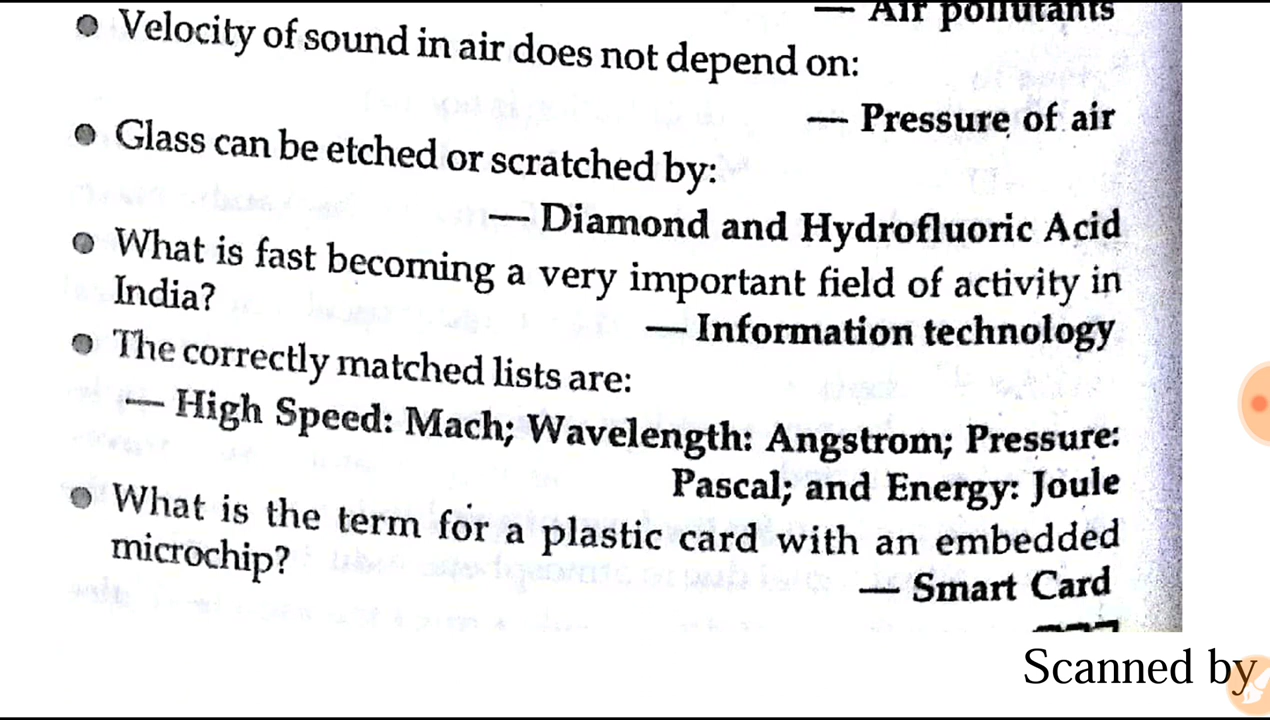 — Air pollutants
● Velocity of sound in air does not depend on:
— Pressure of air
● Glass can be etched or scratched by:
— Diamond and Hydrofluoric Acid
● What is fast becoming a very important field of activity in
India?
— Information technology
● The correctly matched lists are:
— High Speed: Mach; Wavelength: Angstrom; Pressure:
Pascal; and Energy: Joule
● What is the term for a plastic card with an embedded
microchip?
— Smart Card
Scanned by